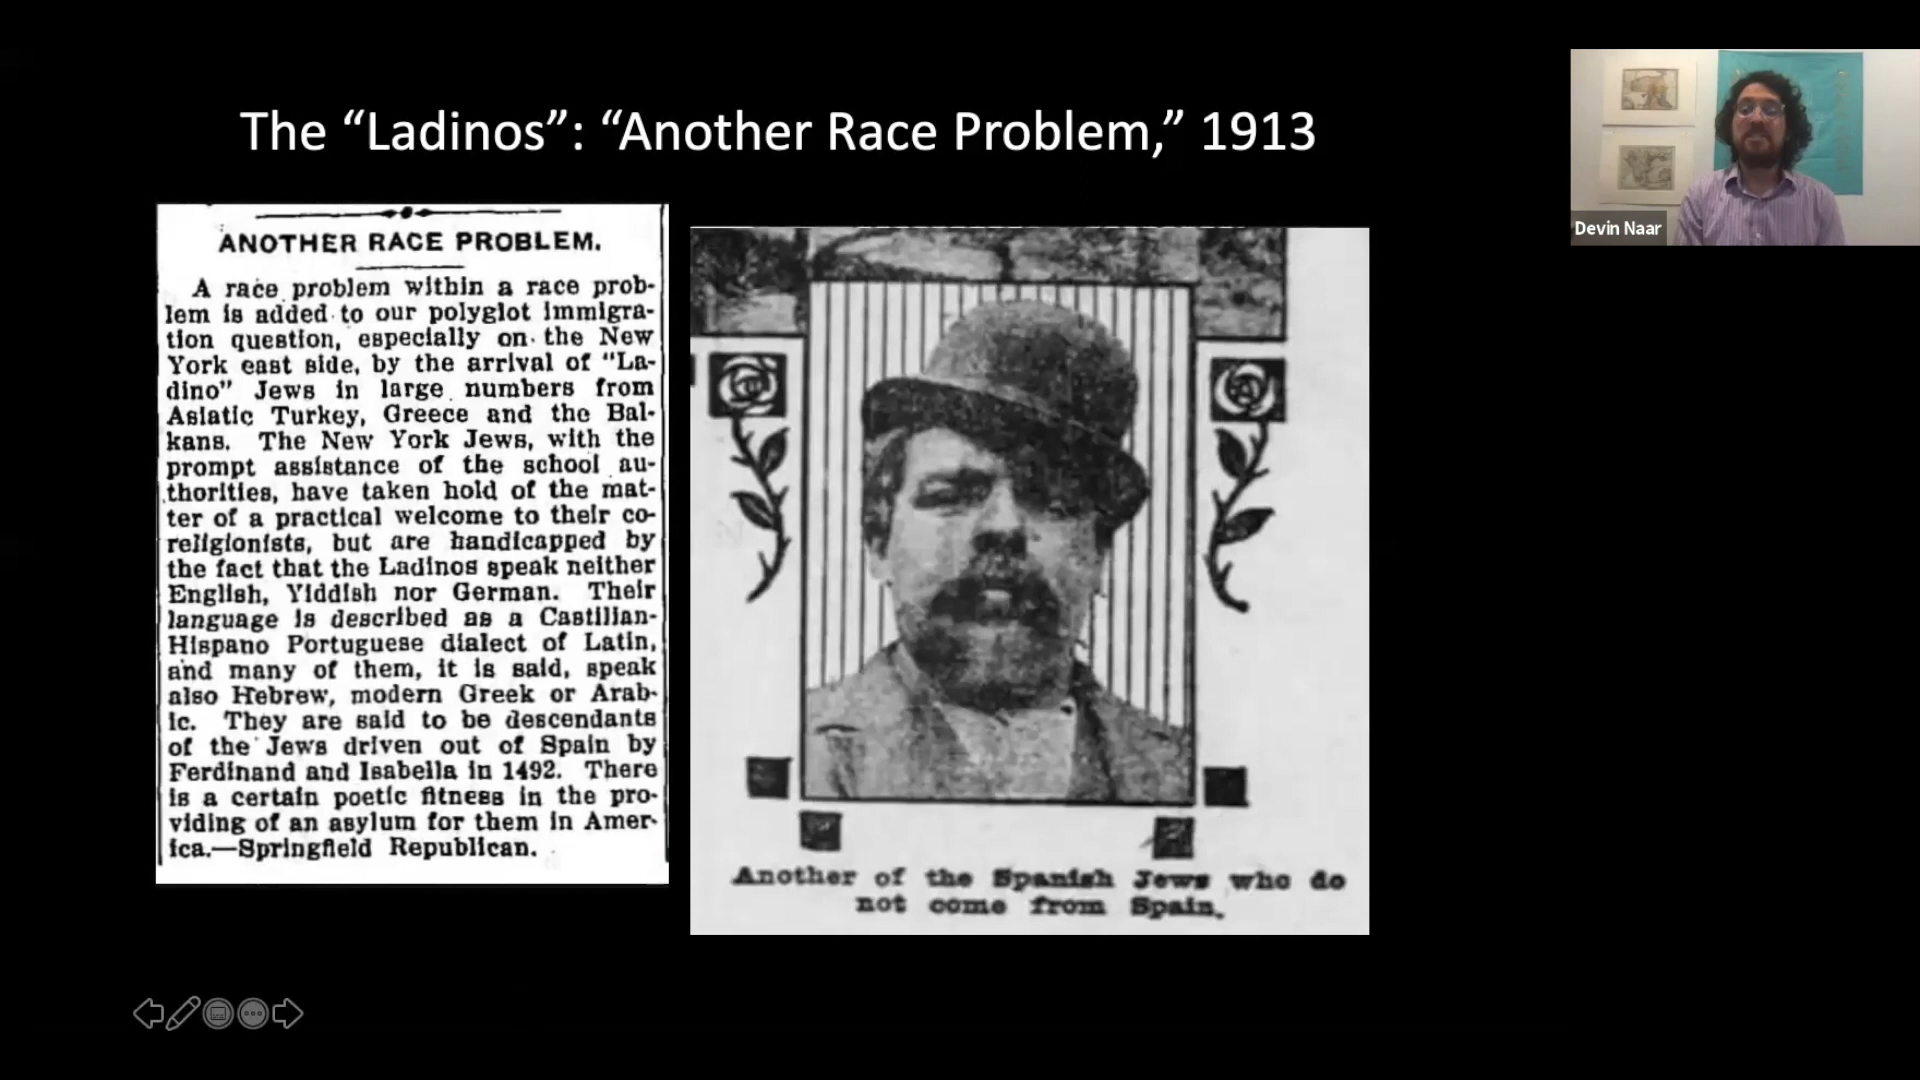 The “Ladinos”: “Another Race Problem,” 1913
Devin Naar
ANOTHER RACE PROBLEM.
A race problem within a race prob-
lem is added to our polyglot immigra-
tion question, especially on the New
York east side, by the arrival of "La-
dino" Jews in large numbers from
Asiatic Turkey, Greece and the Bal-
kans. The New York Jews, with the
prompt assistance of the school au-
thorities, have taken hold of the mat-
ter of a practical welcome to their co-
religionists, but are handicapped by
the fact that the Ladinos speak neither
English, Yiddish nor German. Their
language is described as a Castilian-
Hispano Portuguese dialect of Latin,
and many of them, it is said, speak
also Hebrew, modern Greek or Arab-
ic. They are said to be descendants
of the Jews driven out of Spain by
Ferdinand and Isabella in 1492. There
is a certain poetic fitness in the pro-
viding of an asylum for them in Amer-
ica.—Springfield Republican.
Another of the Spanish Jews who do
not come from Spain.